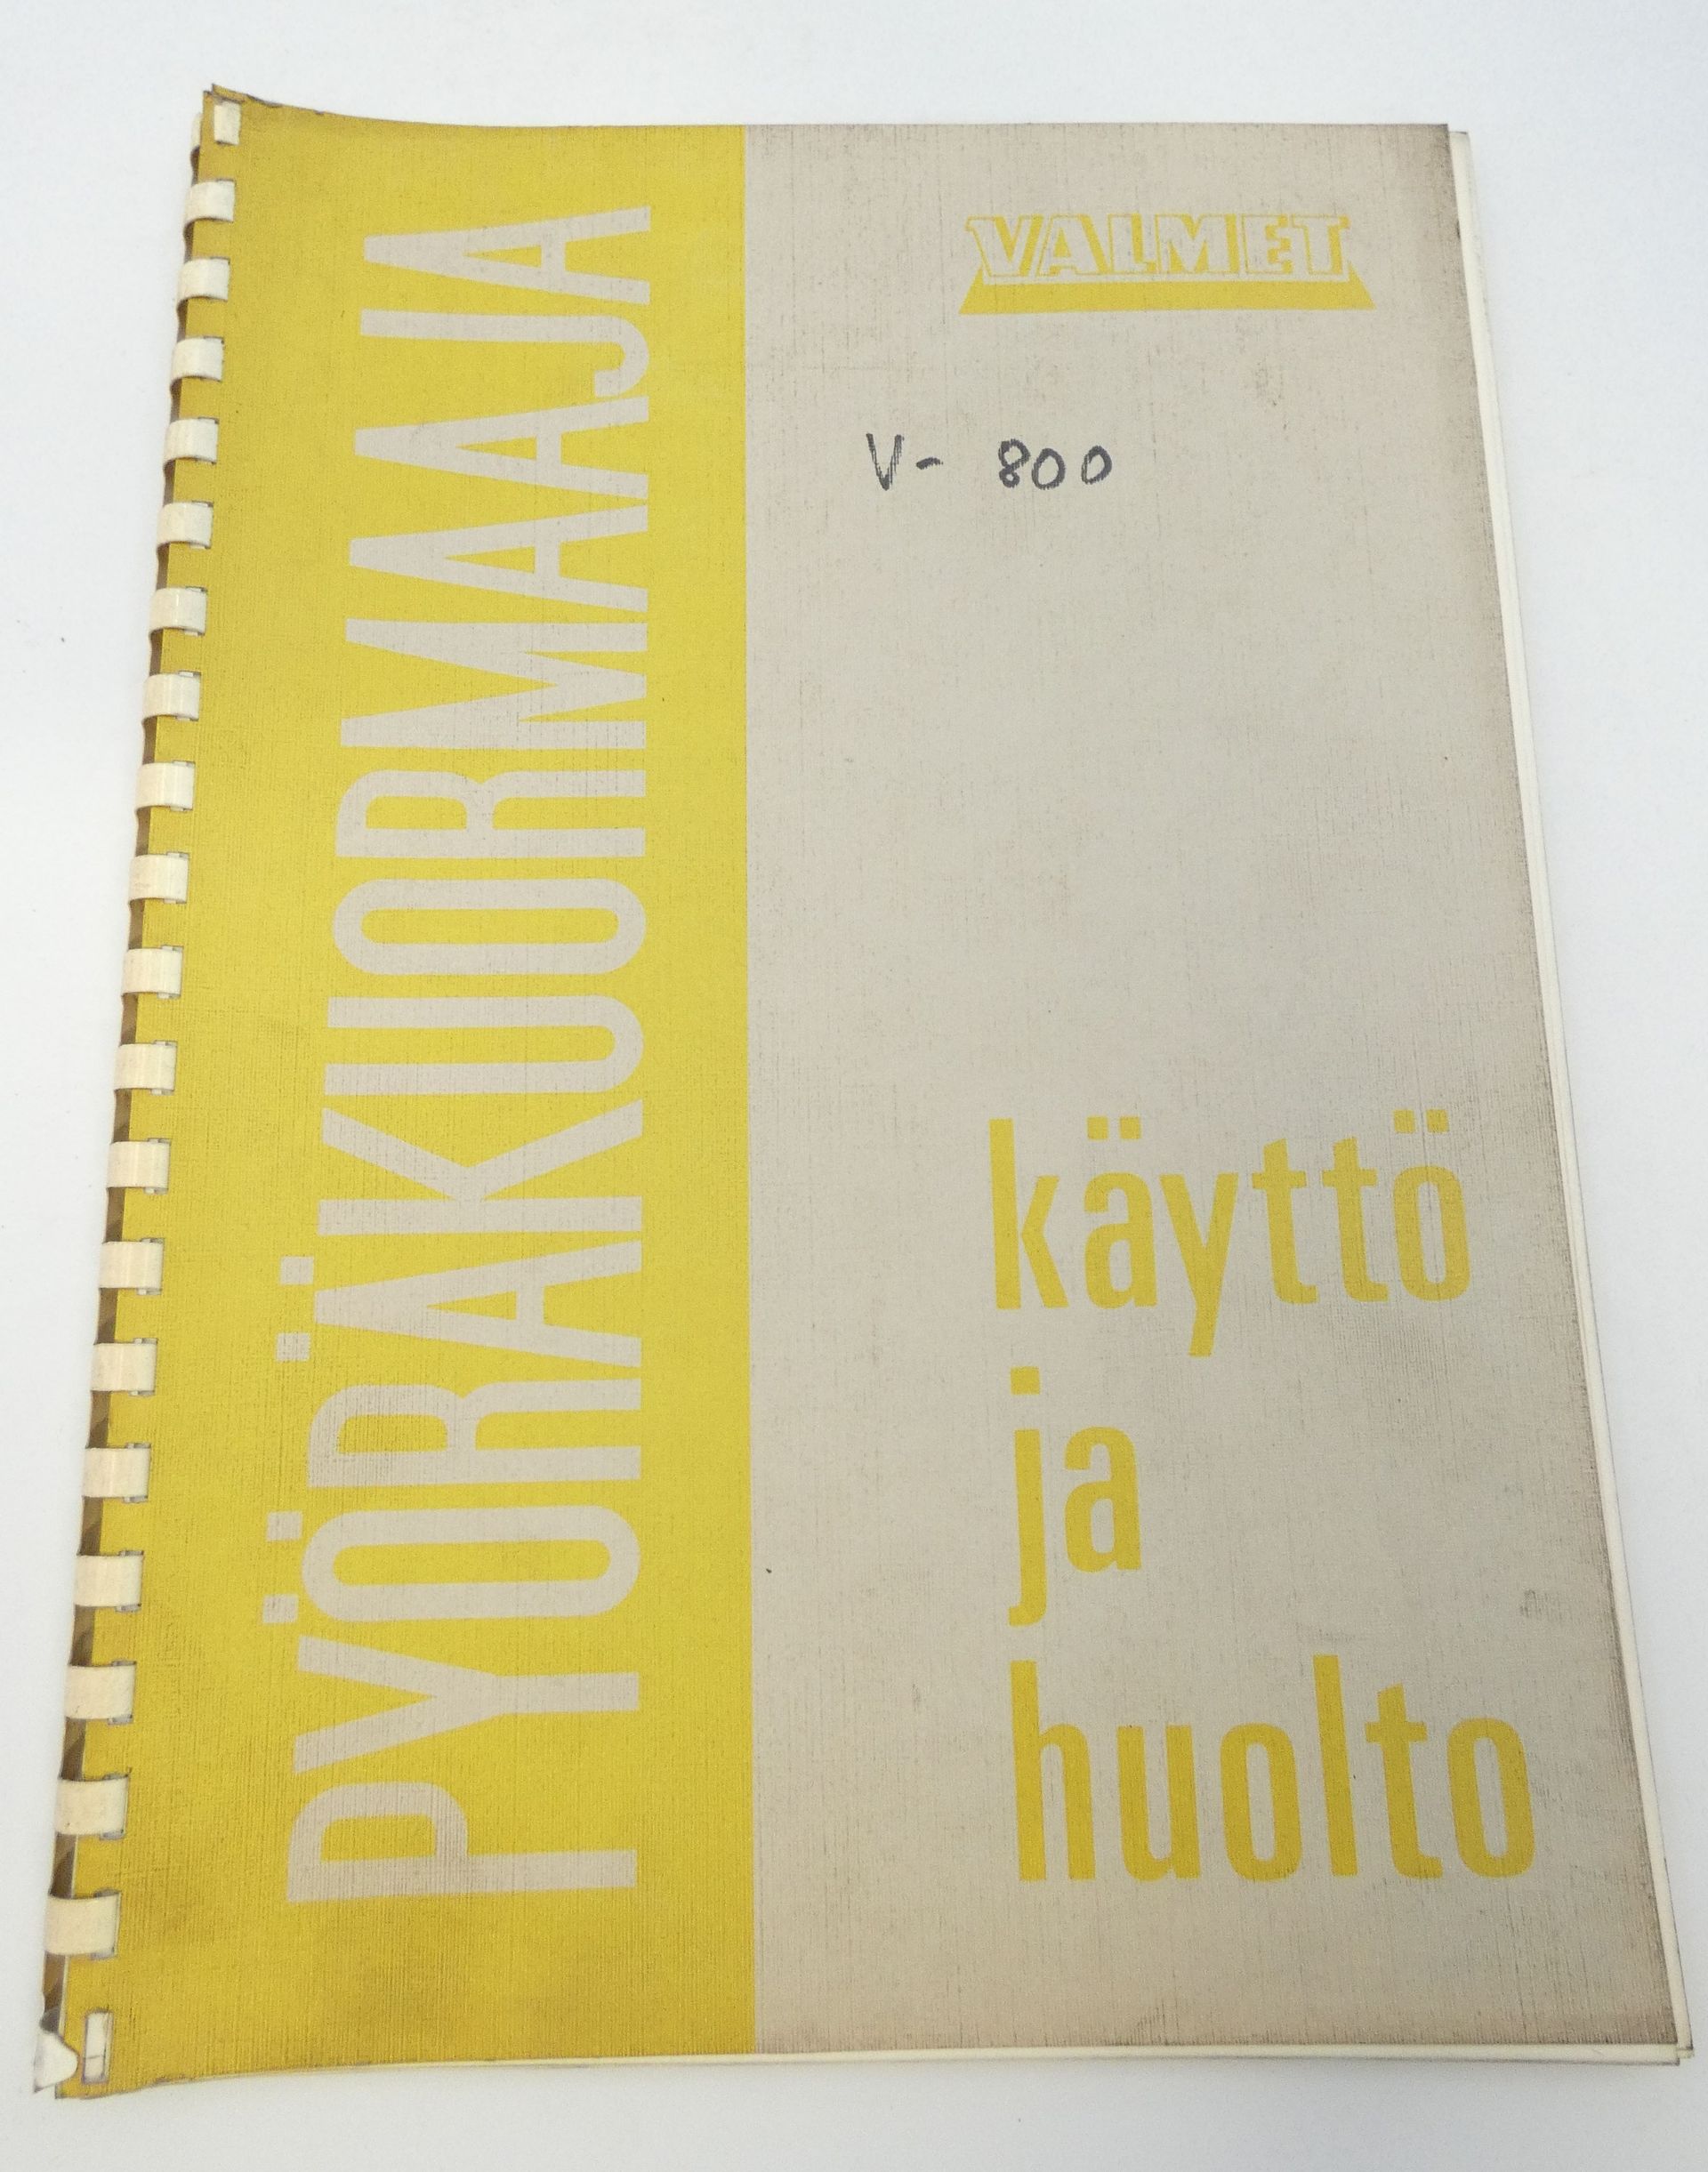 PYÖRÄKUORMAAJA
VALMET
V- 800
käyttö
ja
huolto